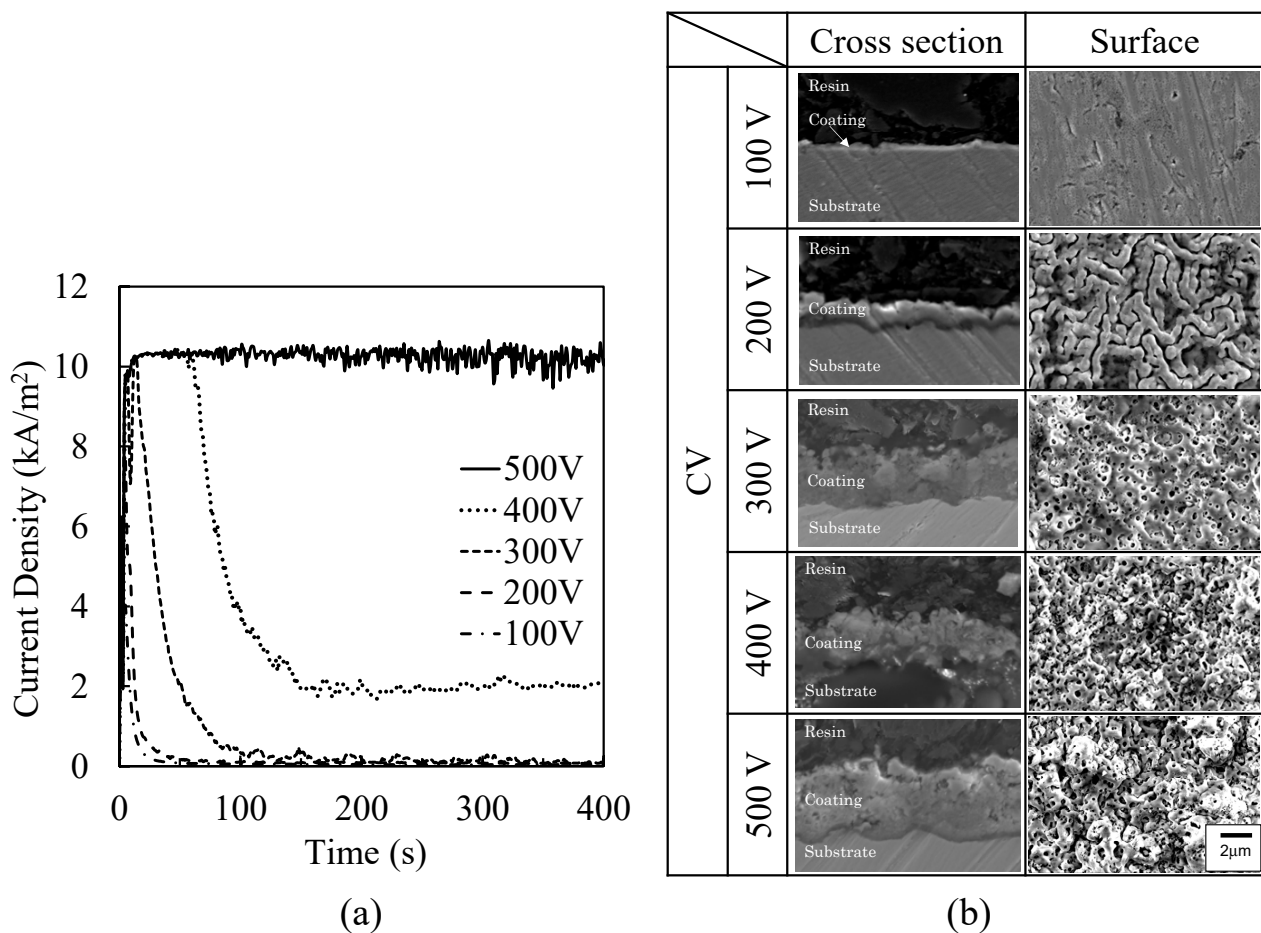 12
10
8
6
4
2
0
0
100
200
300
400
Current Density (kA/m²)
Time (s)
500V
400V
300V
200V
100V
(a)
Cross section
Surface
CV
100 V
Resin
Coating
Substrate
200 V
Resin
Coating
Substrate
300 V
Resin
Coating
Substrate
400 V
Resin
Coating
Substrate
500 V
Resin
Coating
Substrate
2μm
(b)